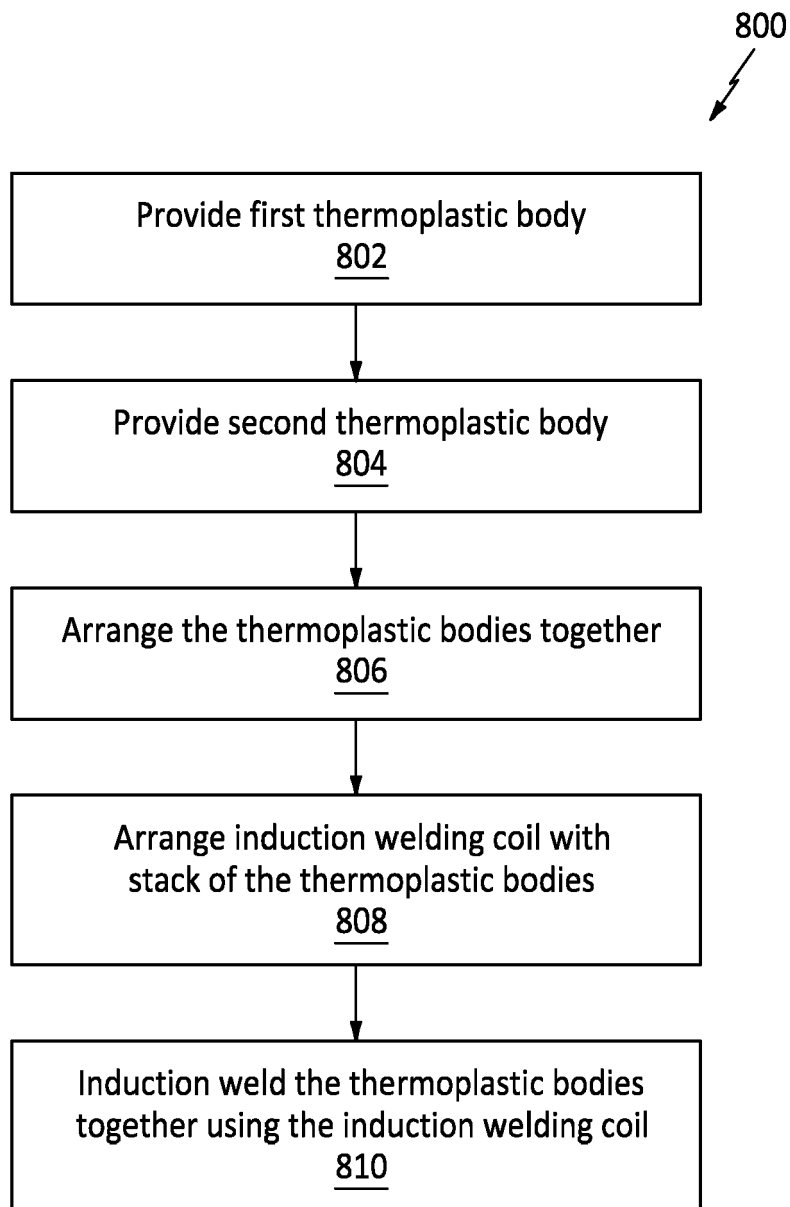 800
Provide first thermoplastic body
802
Provide second thermoplastic body
804
Arrange the thermoplastic bodies together
806
Arrange induction welding coil with
stack of the thermoplastic bodies
808
Induction weld the thermoplastic bodies
together using the induction welding coil
810